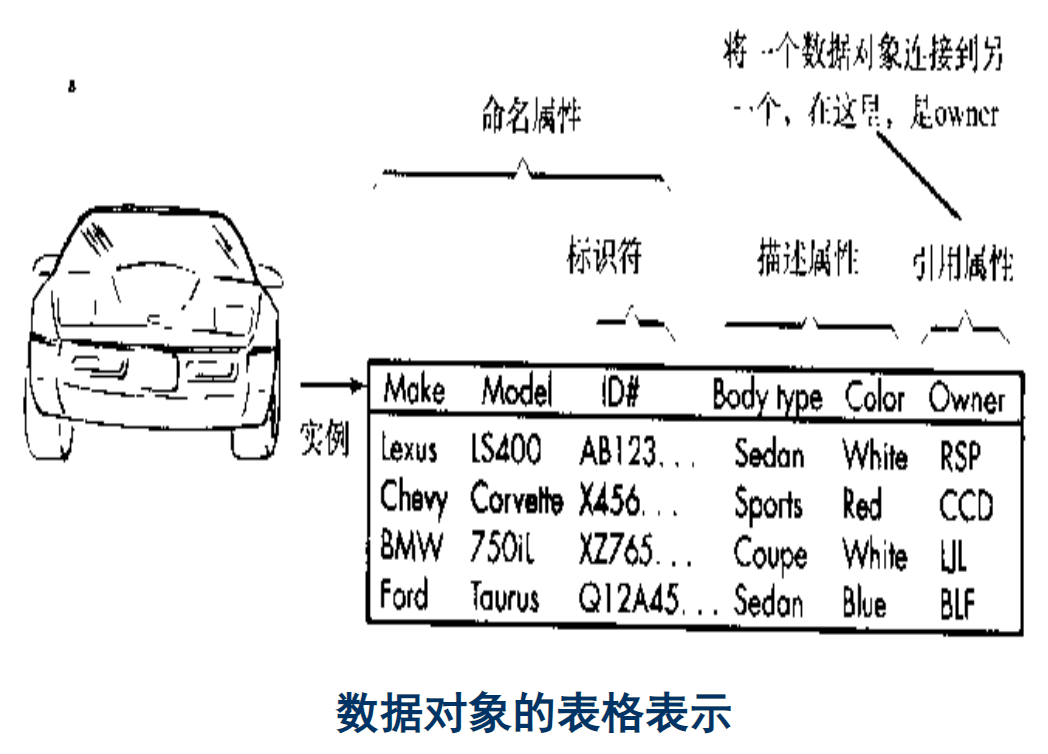 将一个数据对象连接到另
一个，在这里，是owner
命名属性
标识符 描述属性 引用属性
实例
Make Model ID# Body type Color Owner
Lexus LS400 AB123... Sedan White RSP
Chevy Corvette X456... Sports Red CCD
BMW 750iL XZ765... Coupe White LJL
Ford Taurus Q12A45... Sedan Blue BLF
数据对象的表格表示